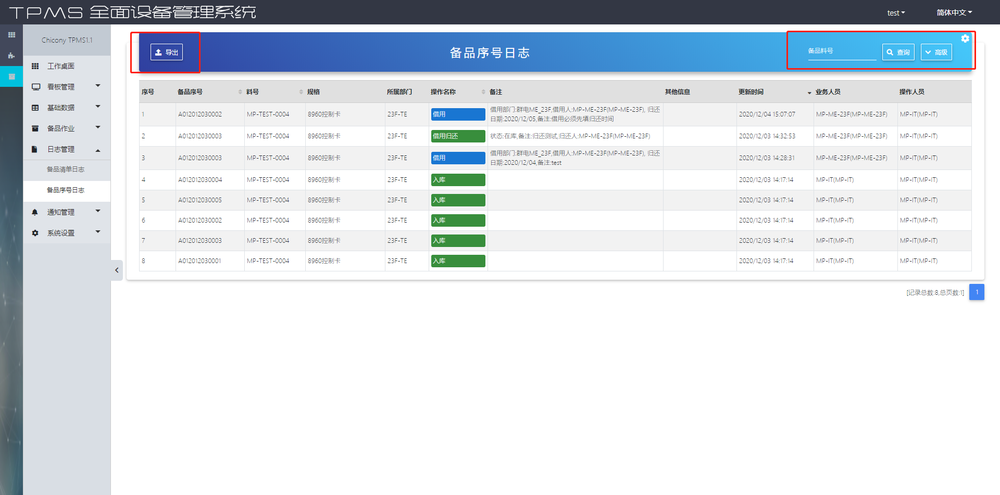 TPMS 全面设备管理系统
test
简体中文
Chicony TPMS1.1
工作桌面
看板管理
基础数据
备品作业
日志管理
备品清单日志
备品序号日志
通知管理
系统设置
导出
备品序号日志
备品料号
查询
高级
序号 备品序号 料号 规格 所属部门 操作名称 备注 其他信息 更新时间 业务人员 操作人员
1 A012012030002 MP-TEST-0004 8960控制卡 23F-TE 借用 借用部门:群电ME_23F,借用人:MP-ME-23F(MP-ME-23F), 归还
日期:2020/12/05,备注:借用必须先填归还时间 2020/12/04 15:07:07 MP-ME-23F(MP-ME-23F) MP-IT(MP-IT)
2 A012012030003 MP-TEST-0004 8960控制卡 23F-TE 借用归还 状态:在库,备注:归还测试,归还人:MP-ME-23F(MP-ME-23F) 2020/12/03 14:32:53 MP-ME-23F(MP-ME-23F) MP-IT(MP-IT)
3 A012012030003 MP-TEST-0004 8960控制卡 23F-TE 借用 借用部门:群电ME_23F,借用人:MP-ME-23F(MP-ME-23F), 归还
日期:2020/12/04,备注:test 2020/12/03 14:28:31 MP-ME-23F(MP-ME-23F) MP-IT(MP-IT)
4 A012012030004 MP-TEST-0004 8960控制卡 23F-TE 入库 2020/12/03 14:17:14 MP-IT(MP-IT) MP-IT(MP-IT)
5 A012012030005 MP-TEST-0004 8960控制卡 23F-TE 入库 2020/12/03 14:17:14 MP-IT(MP-IT) MP-IT(MP-IT)
6 A012012030002 MP-TEST-0004 8960控制卡 23F-TE 入库 2020/12/03 14:17:14 MP-IT(MP-IT) MP-IT(MP-IT)
7 A012012030003 MP-TEST-0004 8960控制卡 23F-TE 入库 2020/12/03 14:17:14 MP-IT(MP-IT) MP-IT(MP-IT)
8 A012012030001 MP-TEST-0004 8960控制卡 23F-TE 入库 2020/12/03 14:17:14 MP-IT(MP-IT) MP-IT(MP-IT)
[记录总数:8,总页数:1] 1